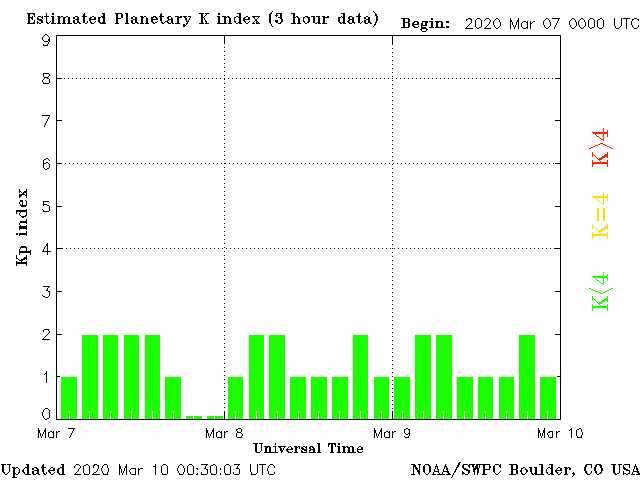 Estimated Planetary K index (3 hour data) Begin: 2020 Mar 07 0000 UTC
9
8
7
6
5
4
3
2
1
0
Kp index
K>4
K=4
K<4
Mar 7 Mar 8 Mar 9 Mar 10
Universal Time
Updated 2020 Mar 10 00:30:03 UTC NOAA/SWPC Boulder, CO USA